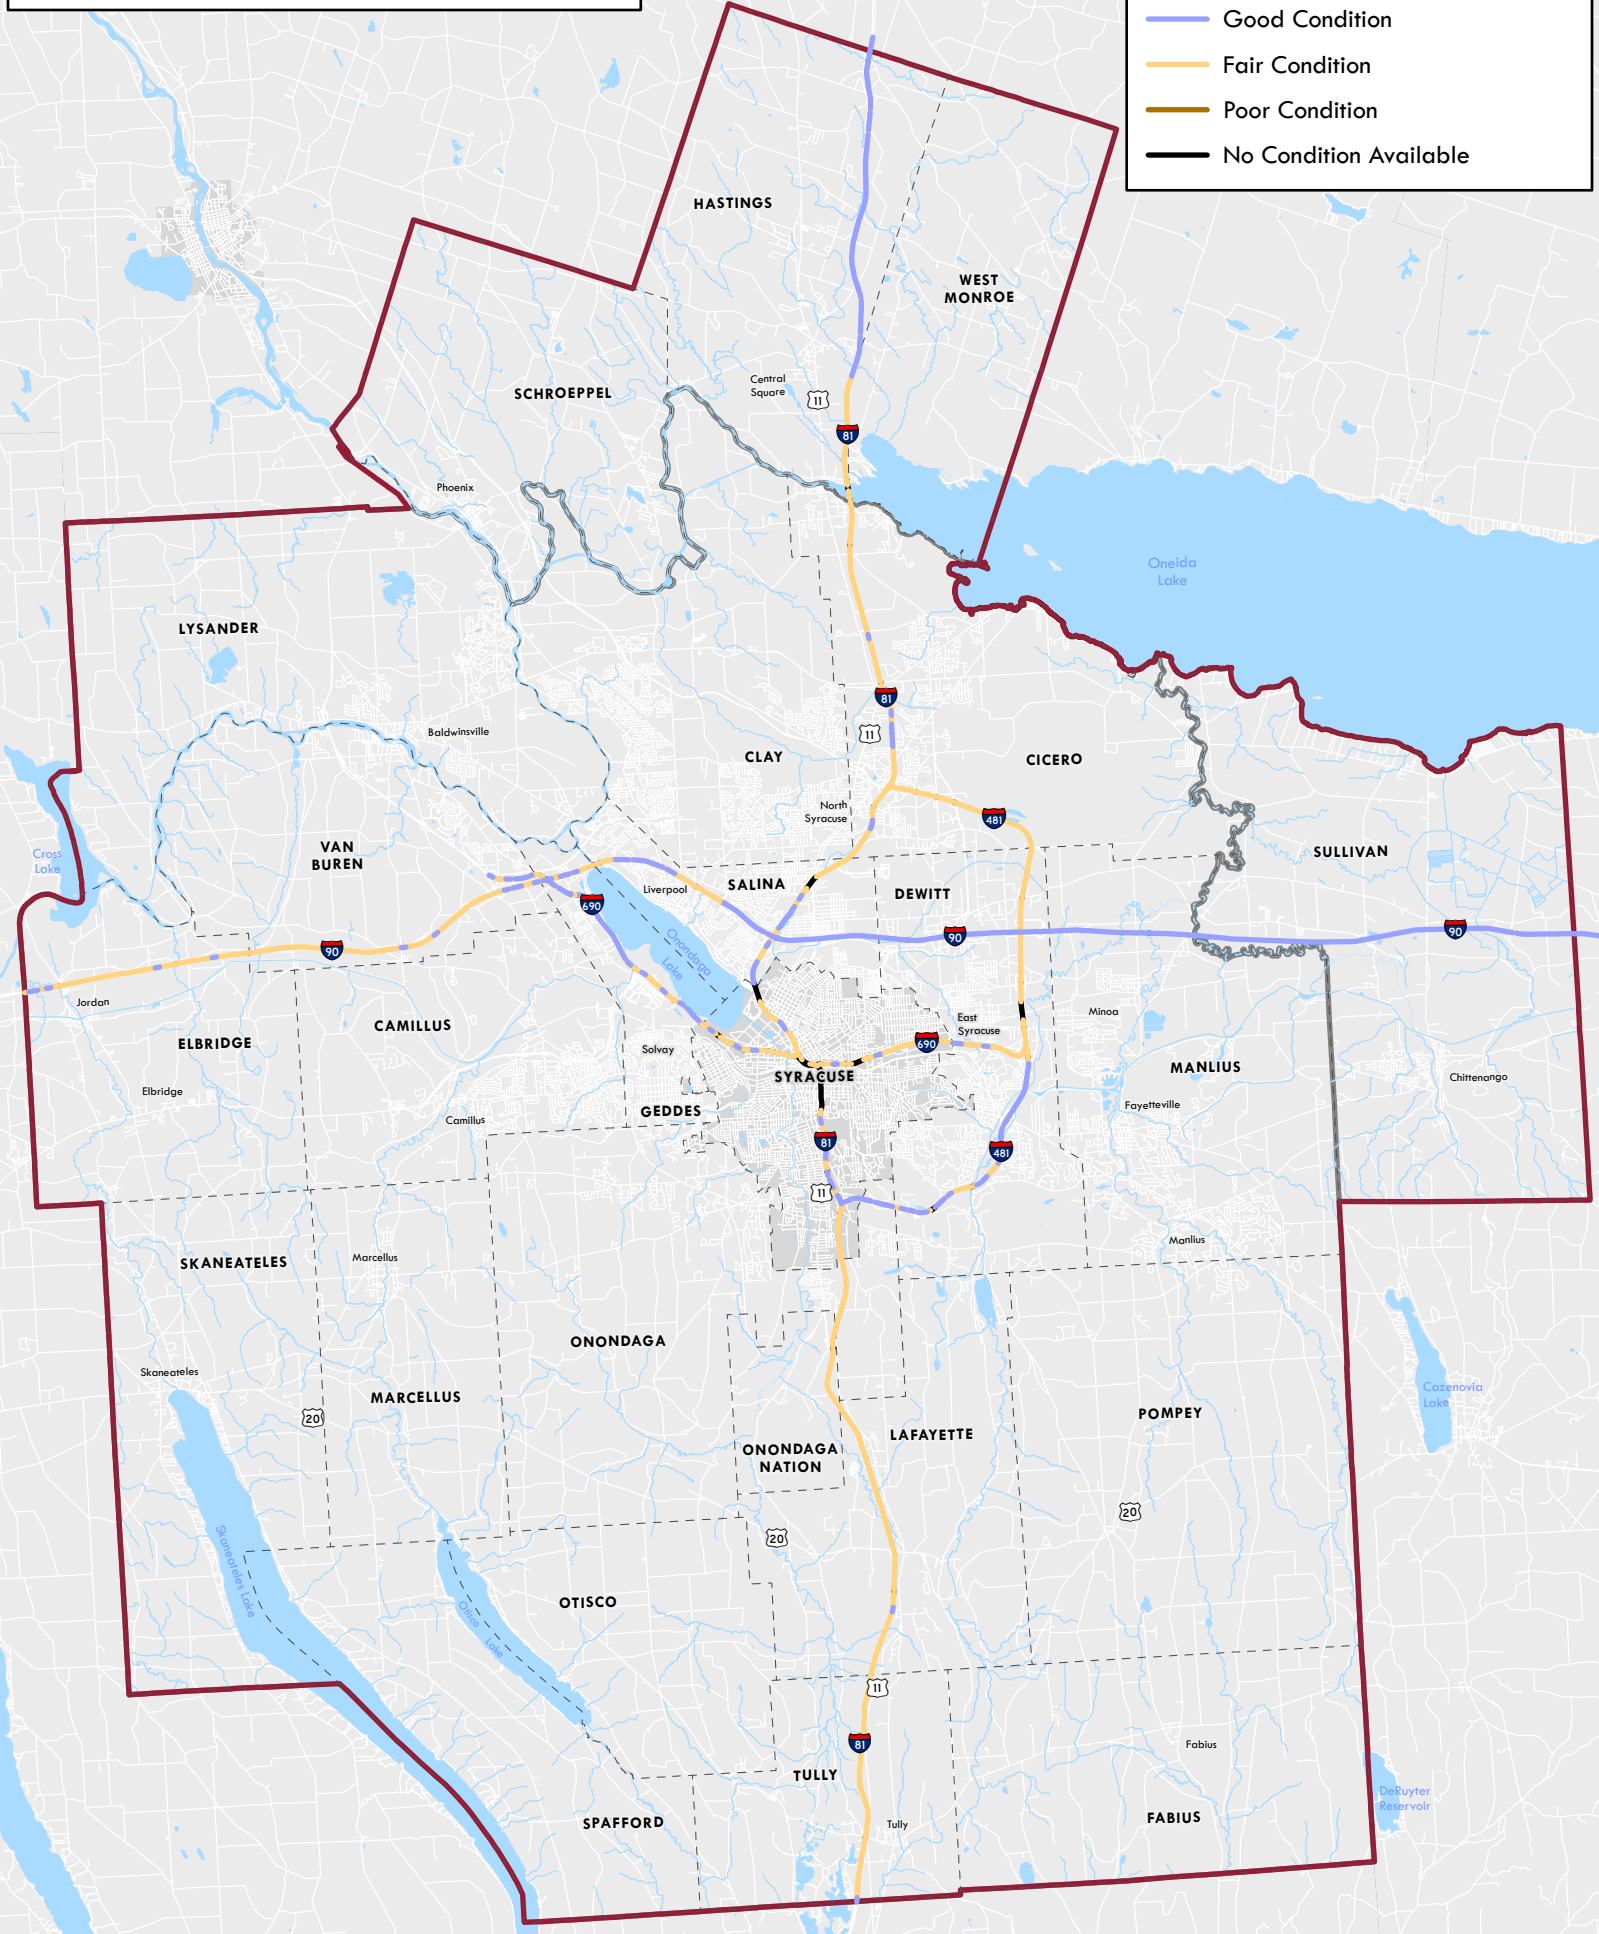 Good Condition
Fair Condition
Poor Condition
No Condition Available
HASTINGS
WEST
MONROE
SCHROEPPEL
Central
Square
11
81
Phoenix
Oneida
Lake
LYSANDER
81
11
Baldwinsville
CLAY
CICERO
North
Syracuse
481
VAN
BUREN
Cross
Lake
SULLIVAN
Liverpool
SALINA
DEWITT
690
90
90
90
Onondaga
Lake
Jordan
CAMILLUS
ELBRIDGE
East
Syracuse
Minoa
690
Solvay
SYRACUSE
MANLIUS
Chittenango
Elbridge
Camillus
GEDDES
Fayetteville
81
481
11
Manlius
SKANEATELES
Marcellus
ONONDAGA
Skaneateles
MARCELLUS
20
Cazenovia
Lake
POMPEY
LAFAYETTE
ONONDAGA
NATION
20
20
Skaneateles Lake
OTISCO
Otisco Lake
11
81
Fabius
TULLY
DeRuyter
Reservoir
SPAFFORD
Tully
FABIUS